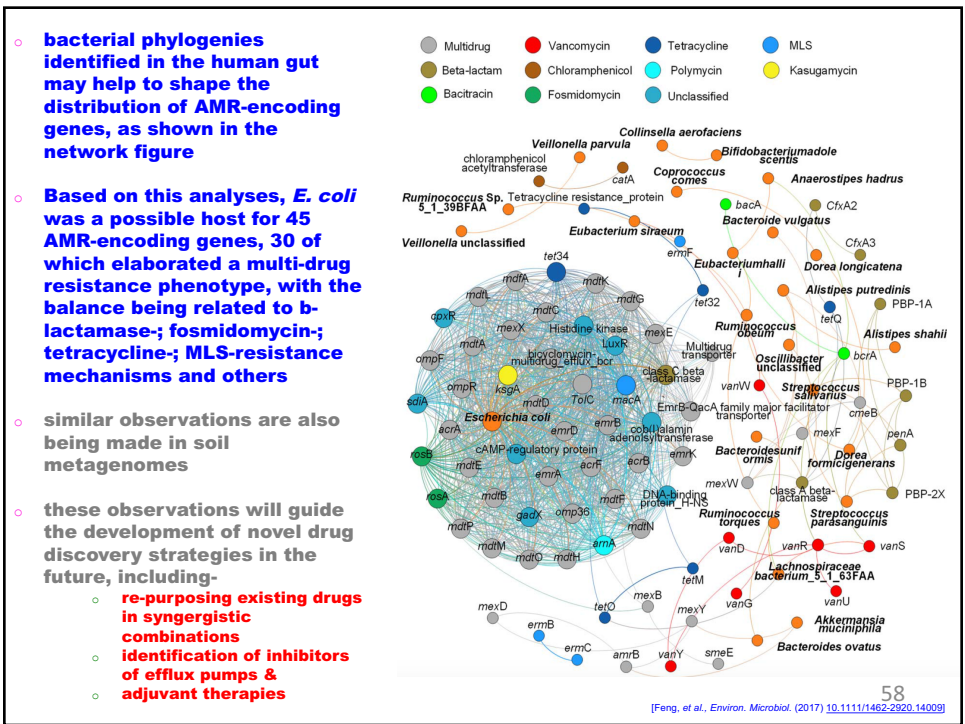 bacterial phylogenies
identified in the human gut
may help to shape the
distribution of AMR-encoding
genes, as shown in the
network figure
Based on this analyses, E. coli
was a possible host for 45
AMR-encoding genes, 30 of
which elaborated a multi-drug
resistance phenotype, with the
balance being related to b-
lactamase-; fosmidomycin-;
tetracycline-; MLS-resistance
mechanisms and others
similar observations are also
being made in soil
metagenomes
these observations will guide
the development of novel drug
discovery strategies in the
future, including-
re-purposing existing drugs
in syngergistic
combinations
identification of inhibitors
of efflux pumps &
adjuvant therapies
Multidrug
Vancomycin
Tetracycline
MLS
Beta-lactam
Chloramphenicol
Polymycin
Kasugamycin
Bacitracin
Fosmidomycin
Unclassified
Collinsella aerofaciens
Veillonella parvula
Bifidobacteriumadole
scentis
chloramphenicol
acetyltransferase
catA
Coprococcus
comes
Anaerostipes hadrus
Ruminococcus Sp.
5_1_39BFAA
Tetracycline resistance_protein
bacA
CfxA2
Bacteroide vulgatus
Eubacterium siraeum
Veillonella unclassified
ermF
CfxA3
Eubacteriumhalli
i
Dorea longicatena
tet34
mdfA
mdtK
Alistipes putredinis
mdtL
mdtC
mdtG
tet32
tetQ
PBP-1A
cpxR
mexX
Histidine kinase
mexE
Ruminococcus
obeum
Alistipes shahii
mdtA
LuxR
Multidrug
transporter
Oscillibacter
unclassified
bcrA
ompF
bicyclomycin-
multidrug_efflux_bcr
class C beta
-lactamase
vanW
Streptococcus
salivarius
PBP-1B
ompR
ksgA
TolC
macA
EmrB-QacA family major facilitator
transporter
cmeB
sdiA
mdtD
Escherichia coli
emrD
emrB
cob(I)alamin
adenolsyltransferase
mexF
penA
acrA
cAMP-regulatory protein
emrK
Bacteroidesunif
ormis
Dorea
formicigenerans
rosB
mdtE
emrA
acrF
acrB
mexW
class A beta-
lactamase
PBP-2X
rosA
mdtB
mdtF
DNA-binding
protein_H-NS
Ruminococcus
torques
Streptococcus
parasanguinis
gadX
omp36
mdtP
arnA
mdtN
vanD
vanR
vanS
mdtM
mdtO
mdtH
tetM
Lachnospiraceae
bacterium_5_1_63FAA
mexD
tetO
mexB
mexY
vanG
vanU
ermB
Akkermansia
muciniphila
ermC
amrB
vanY
smeE
Bacteroides ovatus
58
[Feng, et al., Environ. Microbiol. (2017) 10.1111/1462-2920.14009]